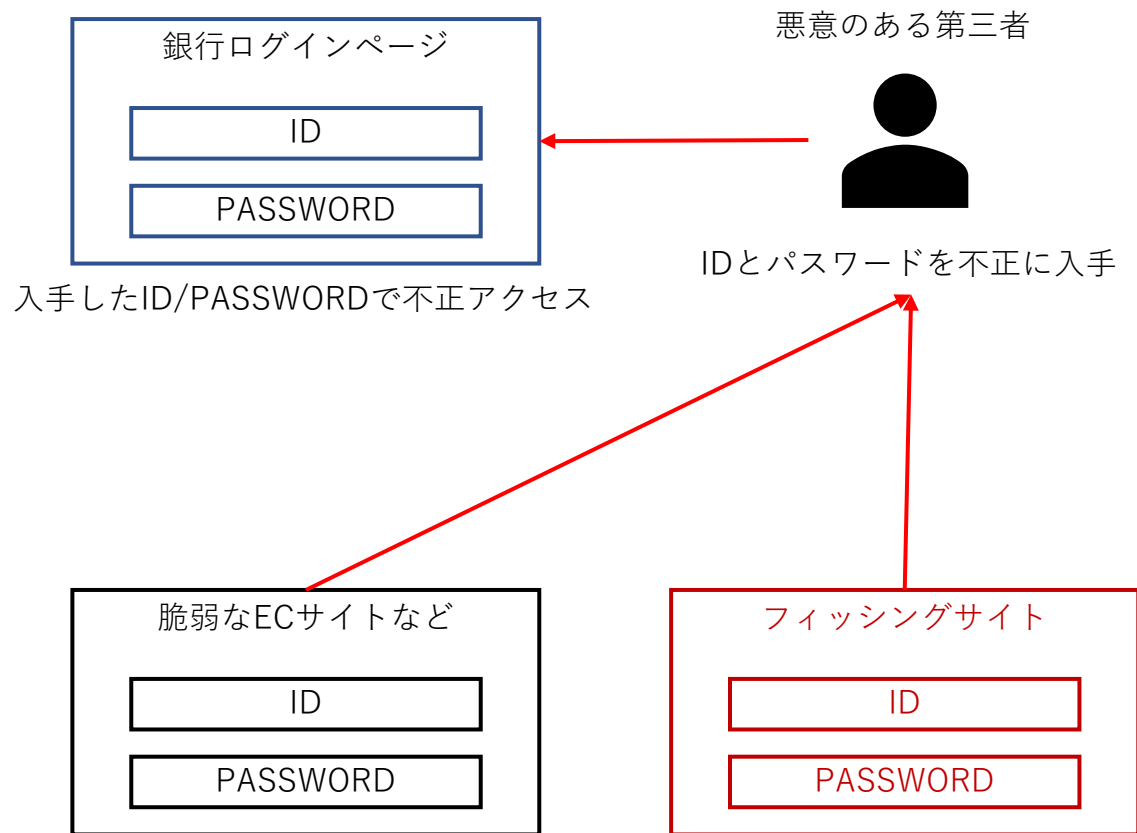 銀行ログインページ
ID
PASSWORD
入手したID/PASSWORDで不正アクセス
悪意のある第三者
IDとパスワードを不正に入手
脆弱なECサイトなど
ID
PASSWORD
フィッシングサイト
ID
PASSWORD